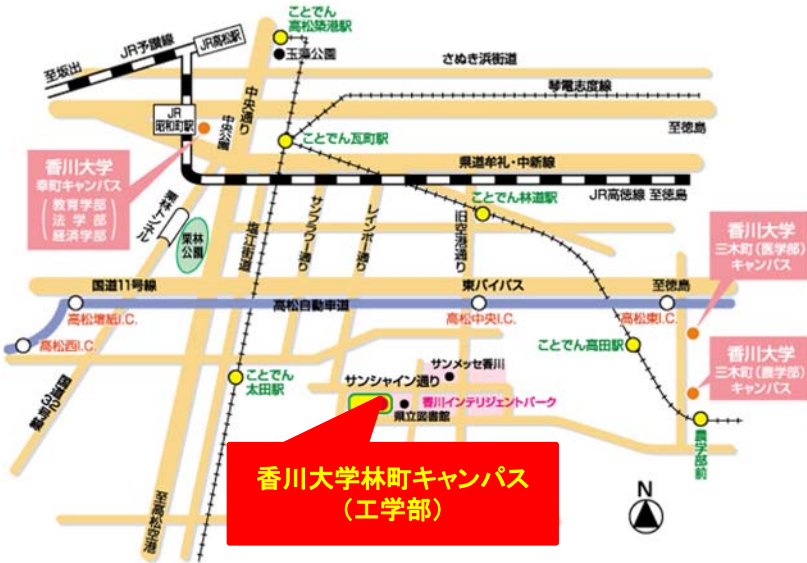 ことでん
高松築港駅
JR高松駅
JR予讃線
玉藻公園
さぬき浜街道
至坂出
琴電志度線
中央通り
JR
昭和町駅
中央公園
ことでん瓦町駅
至徳島
香川大学
幸町キャンパス
(教育学部
法学部
経済学部)
県道牟礼・中新線
JR高徳線 至徳島
栗林トンネル
栗林
公園
塩江街道
サンフラワー通り
レインボー通り
旧空港通り
ことでん林道駅
香川大学
三木町(医学部)
キャンパス
国道11号線
東バイパス
至徳島
高松自動車道
高松檀紙I.C.
高松中央I.C.
高松東I.C.
高松西I.C.
ことでん高田駅
香川大学
三木町(農学部)
キャンパス
サンメッセ香川
ことでん
太田駅
サンシャイン通り
香川インテリジェントパーク
県立図書館
国道193号線
農学部前
香川大学林町キャンパス
(工学部)
至高松空港
N